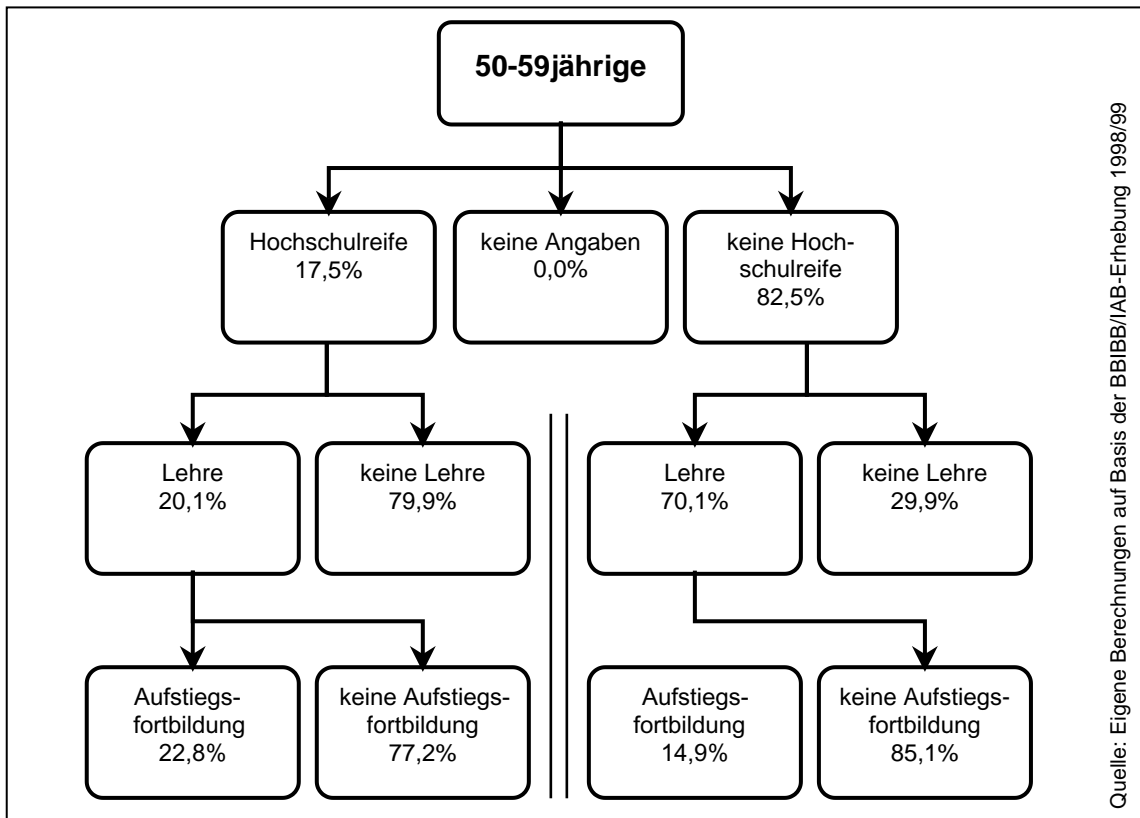 50-59jährige
Hochschulreife
17,5%
keine Angaben
0,0%
keine Hoch-
schulreife
82,5%
Lehre
20,1%
keine Lehre
79,9%
Lehre
70,1%
keine Lehre
29,9%
Aufstiegs-
fortbildung
22,8%
keine Aufstiegs-
fortbildung
77,2%
Aufstiegs-
fortbildung
14,9%
keine Aufstiegs-
fortbildung
85,1%
Quelle: Eigene Berechnungen auf Basis der BBIBB/IAB-Erhebung 1998/99